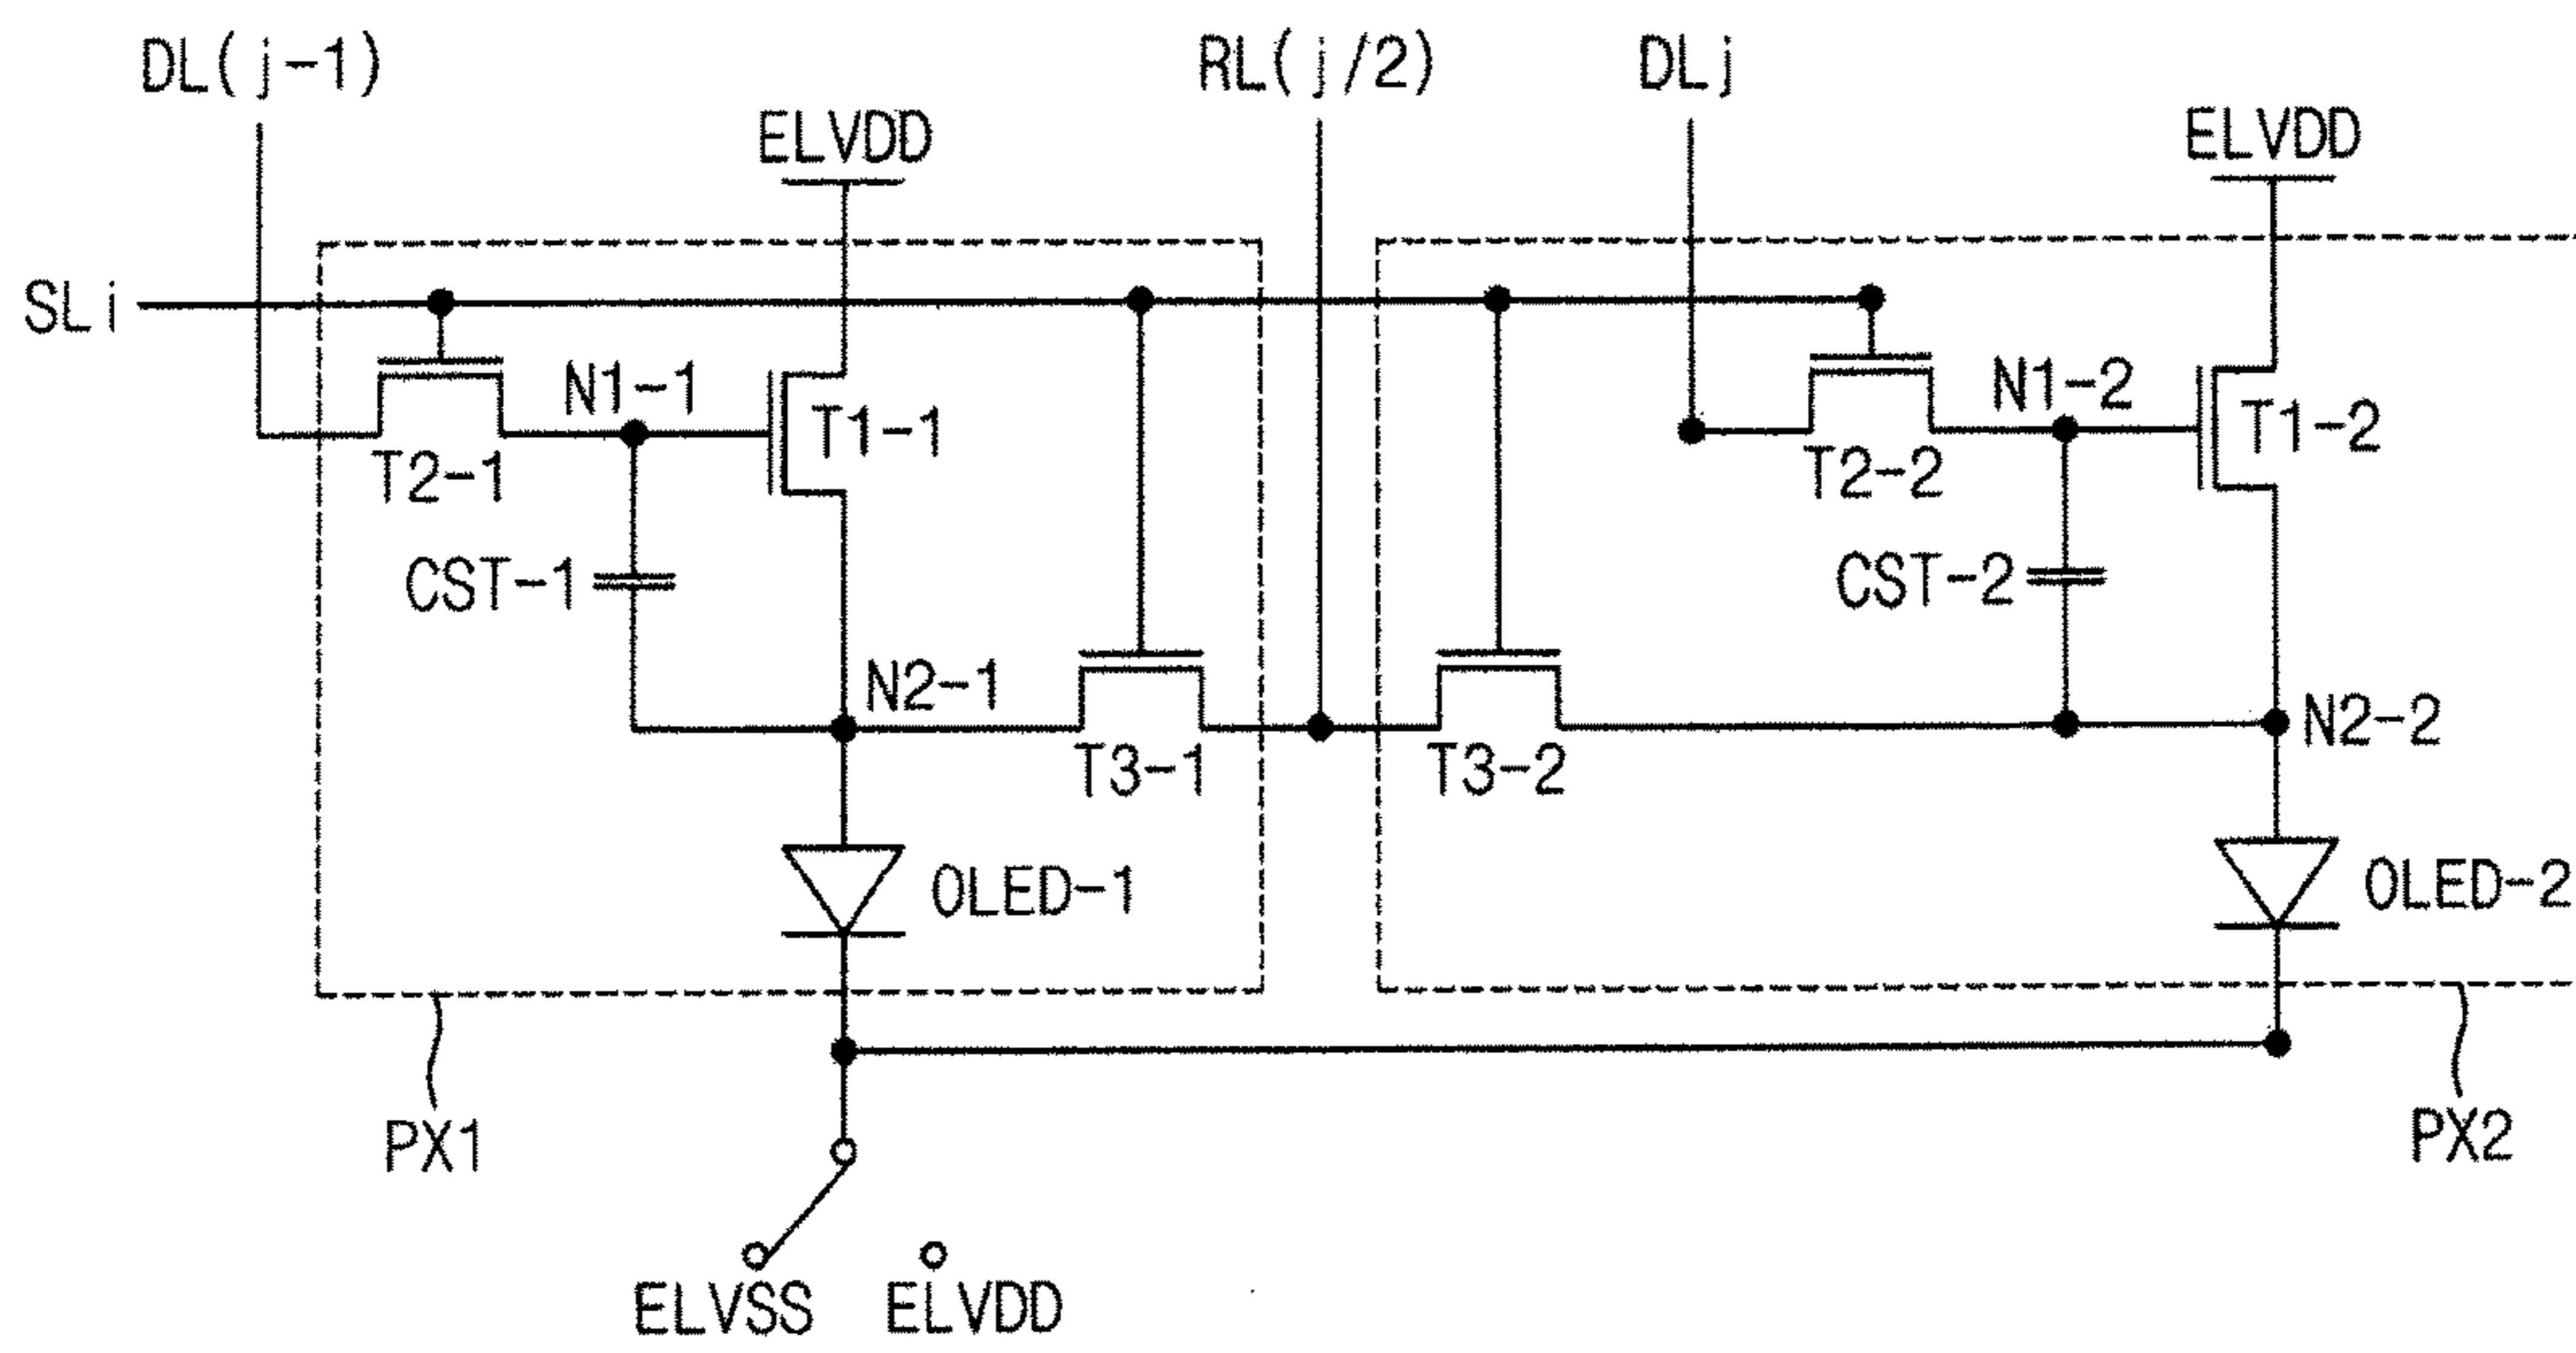 DL(j-1)
RL(j/2)
DLj
ELVDD
ELVDD
SLi
N1-1
T1-1
T2-1
N1-2
T1-2
T2-2
CST-1
CST-2
N2-1
N2-2
T3-1
T3-2
OLED-1
OLED-2
PX1
PX2
ELVSS
ELVDD